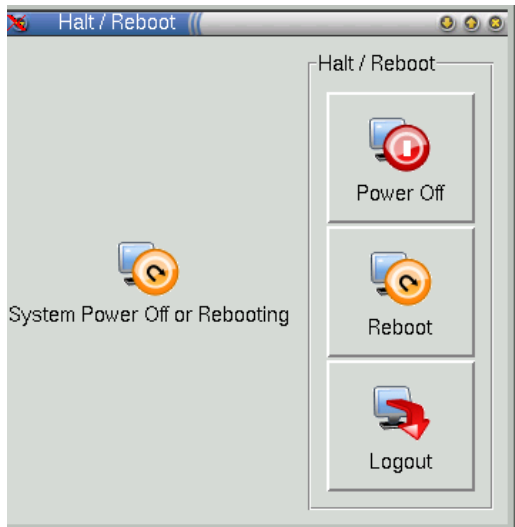 Halt / Reboot
Halt / Reboot
Power Off
System Power Off or Rebooting
Reboot
Logout